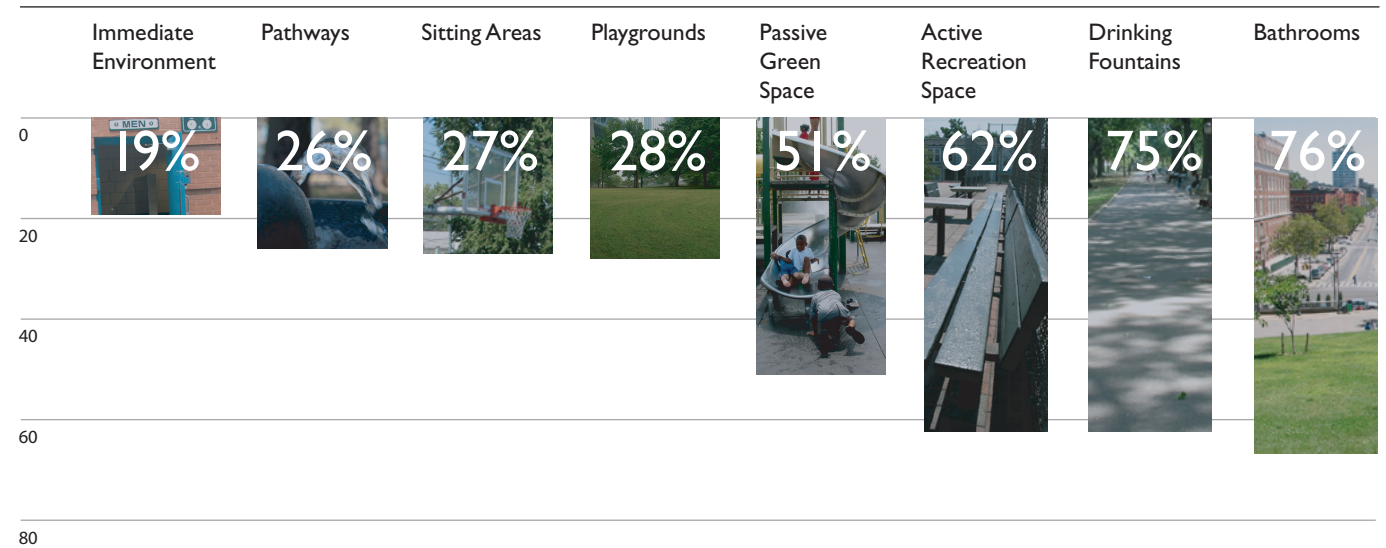 Immediate
Environment
Pathways
Sitting Areas
Playgrounds
Passive
Green
Space
Active
Recreation
Space
Drinking
Fountains
Bathrooms
0
MEN
19%
26%
27%
28%
51%
62%
75%
76%
20
40
60
80